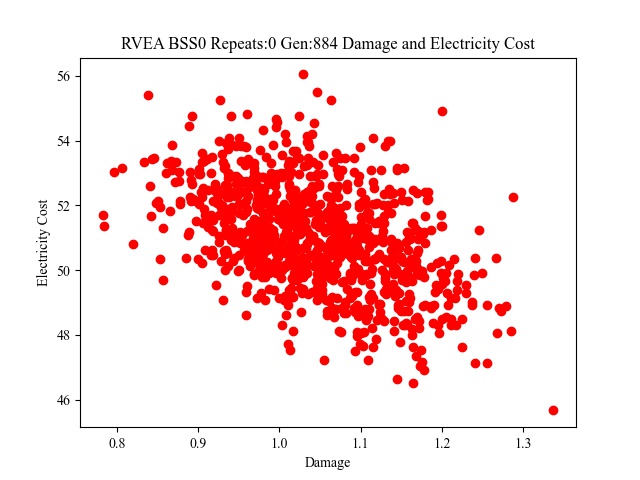 RVEA BSS0 Repeats:0 Gen:884 Damage and Electricity Cost
56
54
52
50
48
46
Electricity Cost
0.8 0.9 1.0 1.1 1.2 1.3
Damage